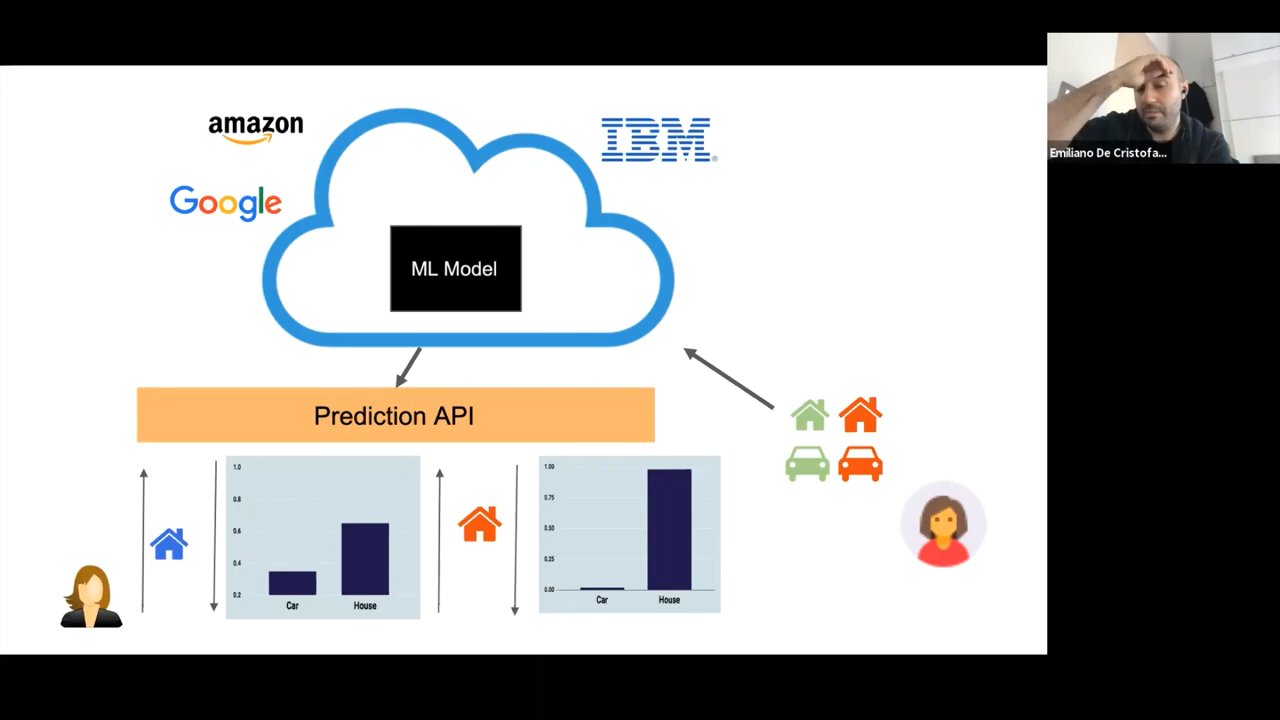 amazon
IBM
Google
ML Model
Prediction API
1.0
0.8
0.6
0.4
0.2
Car
House
1.00
0.75
0.50
0.25
0.00
Car
House
Emiliano De Cristofa...